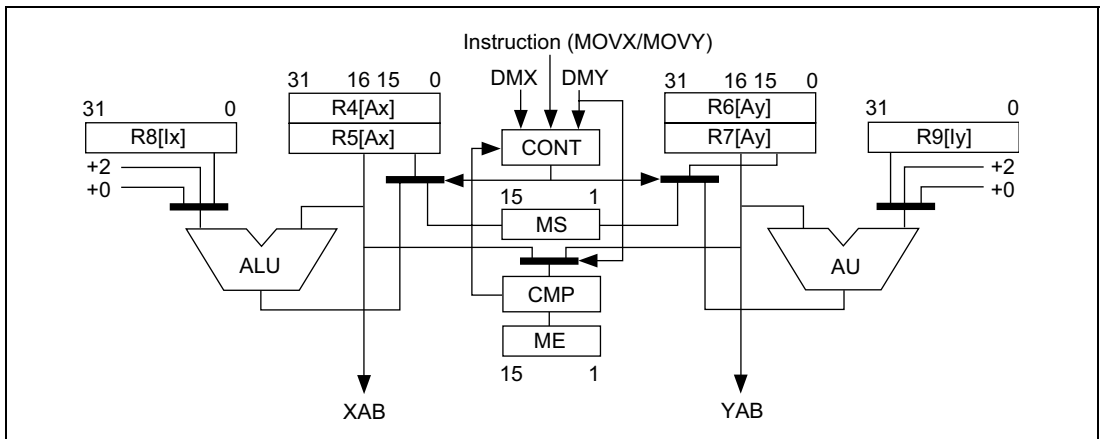 Instruction (MOVX/MOVY)
DMX DMY
31 16 15 0
31 16 15 0
R4[Ax]
R5[Ax]
R6[Ay]
R7[Ay]
31 0
R8[Ix]
31 0
R9[Iy]
+2
+0
+2
+0
CONT
15 1
MS
ALU
AU
CMP
ME
15 1
XAB
YAB